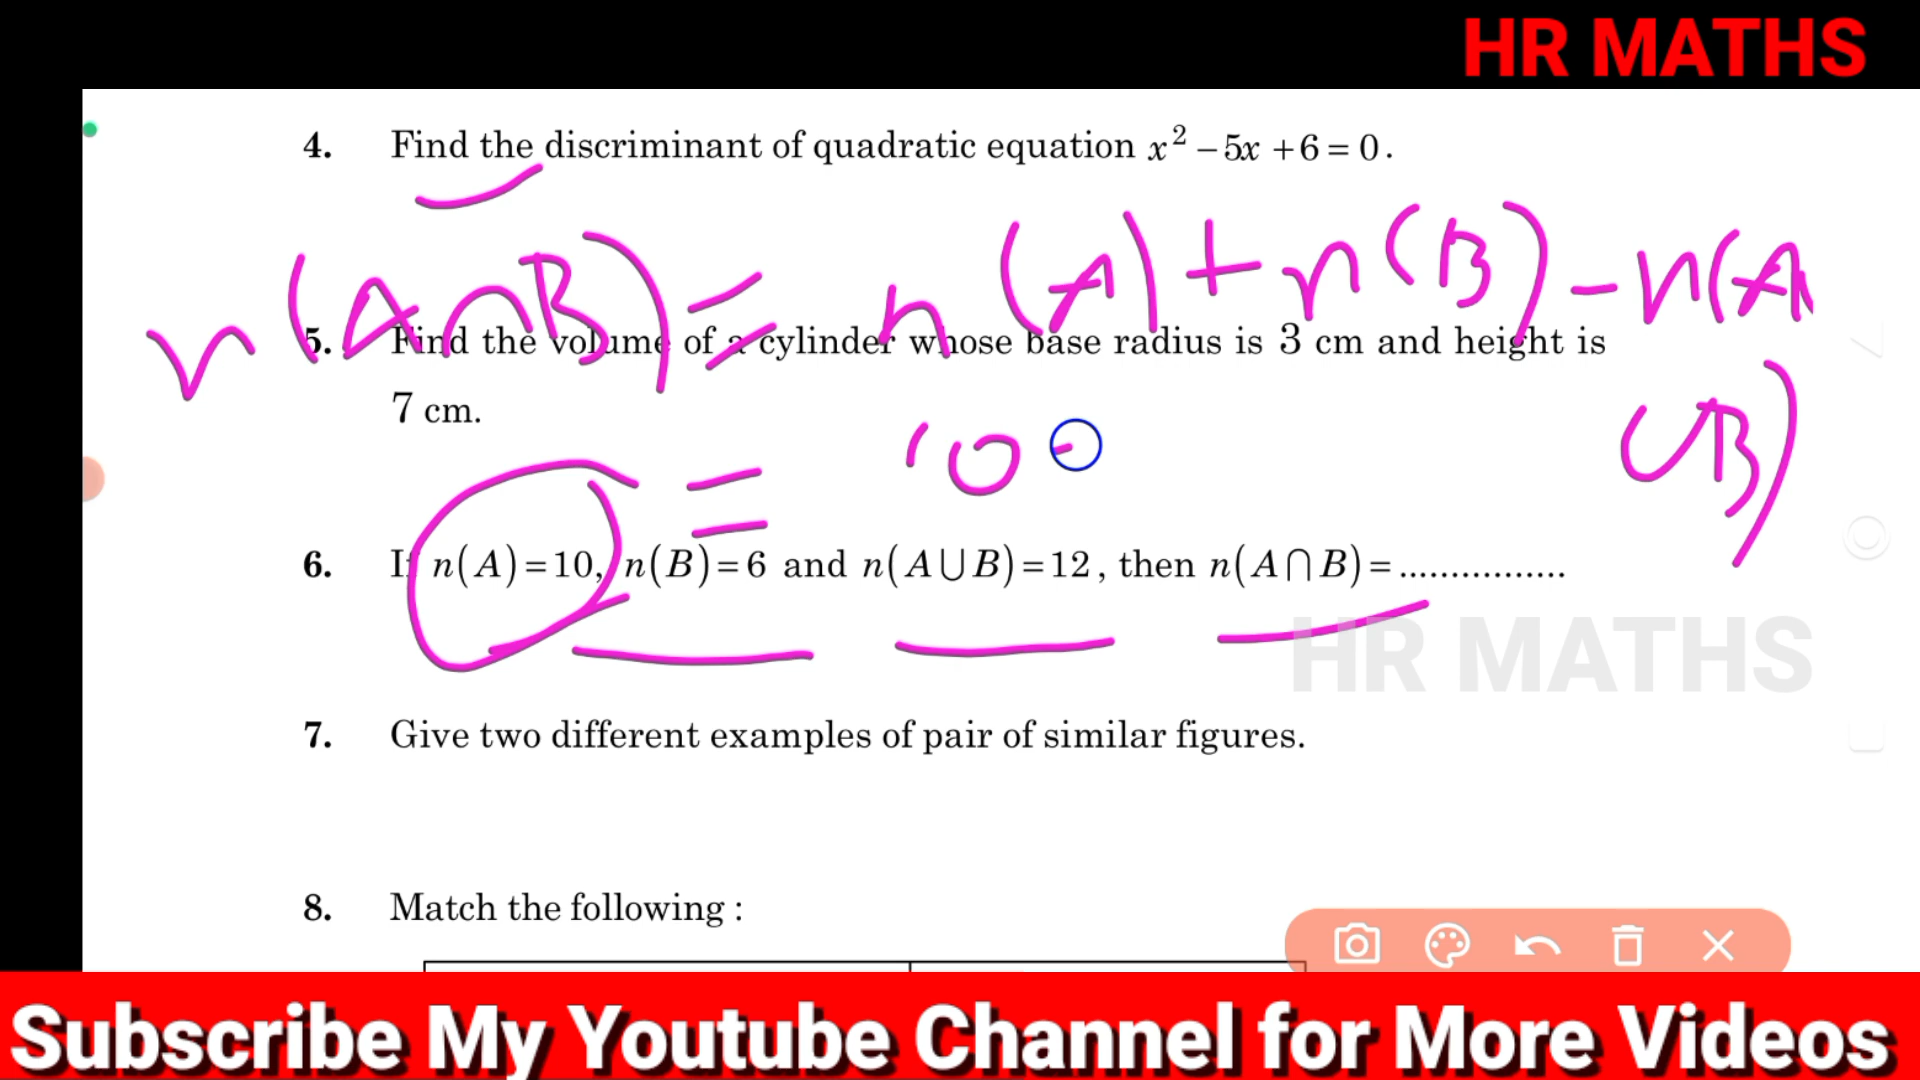 HR MATHS
4. Find the discriminant of quadratic equation x² – 5x + 6 = 0.
n(A∩B) = n(A) + n(B) – n(A
5. Find the volume of a cylinder whose base radius is 3 cm and height is
7 cm.
UB)
= 10
6. If n(A) = 10, n(B) = 6 and n(A∪B) = 12, then n(A∩B) = ................
HR MATHS
7. Give two different examples of pair of similar figures.
8. Match the following :
Subscribe My Youtube Channel for More Videos